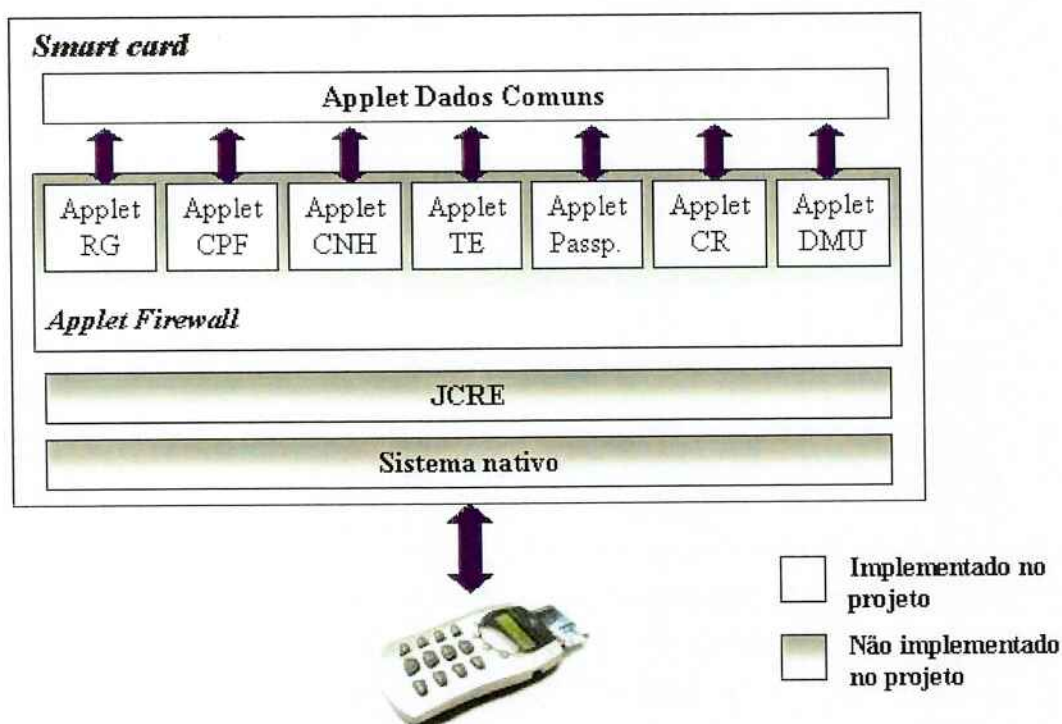 Smart card
Applet Dados Comuns
Applet
RG
Applet
CPF
Applet
CNH
Applet
TE
Applet
Passp.
Applet
CR
Applet
DMU
Applet Firewall
JCRE
Sistema nativo
Implementado no
projeto
Não implementado
no projeto